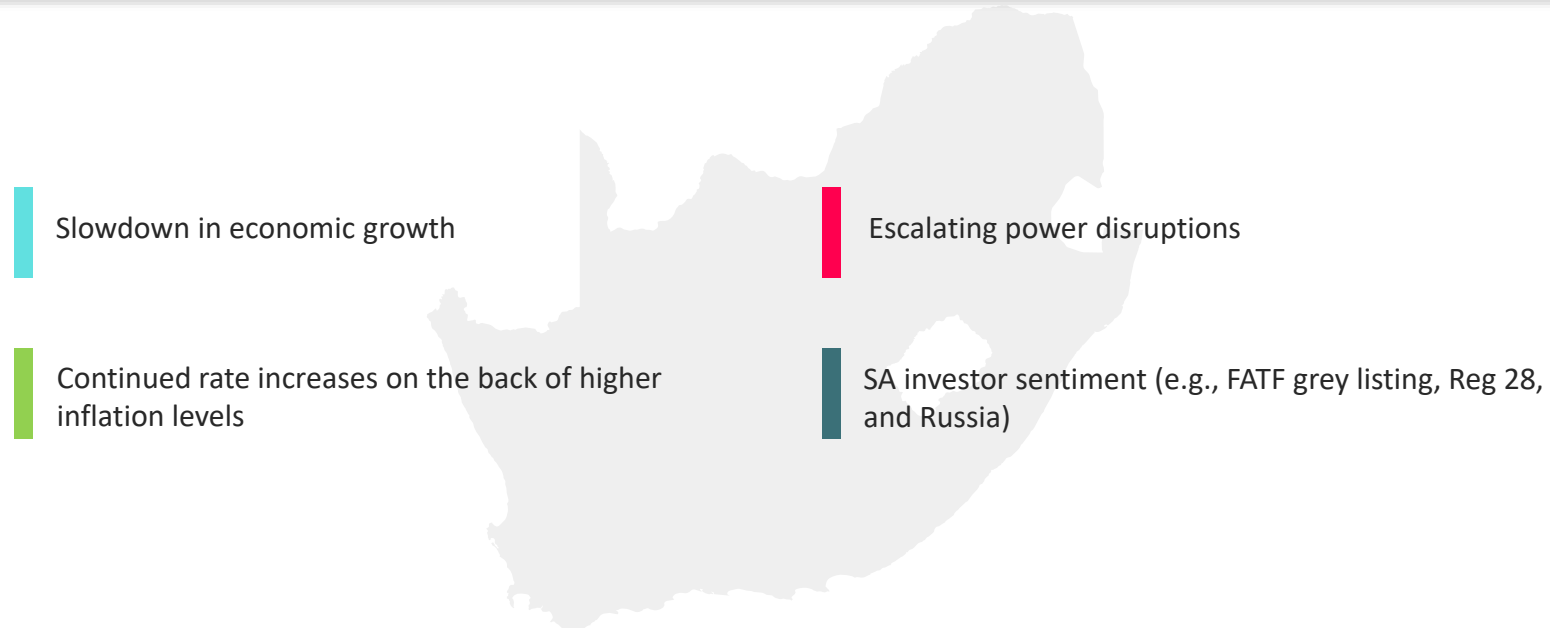 Slowdown in economic growth
Escalating power disruptions
Continued rate increases on the back of higher
inflation levels
SA investor sentiment (e.g., FATF grey listing, Reg 28,
and Russia)